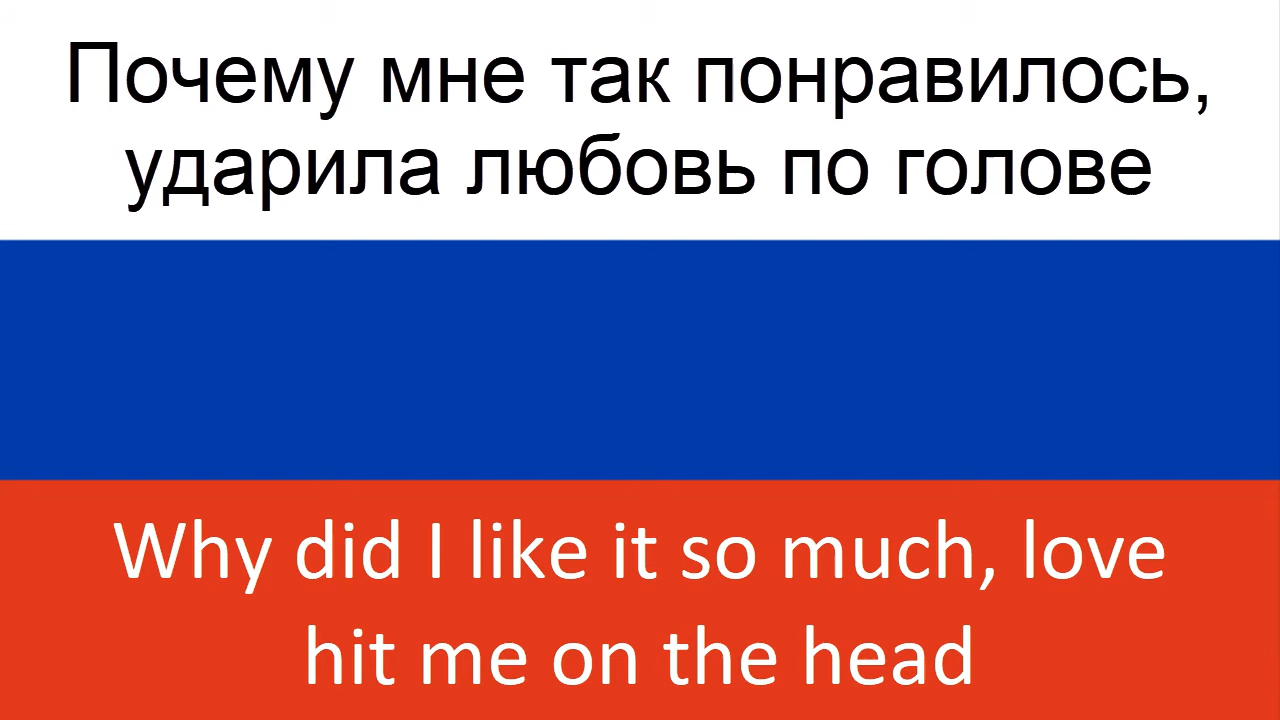 Почему мне так понравилось,
ударила любовь по голове
Why did I like it so much, love
hit me on the head